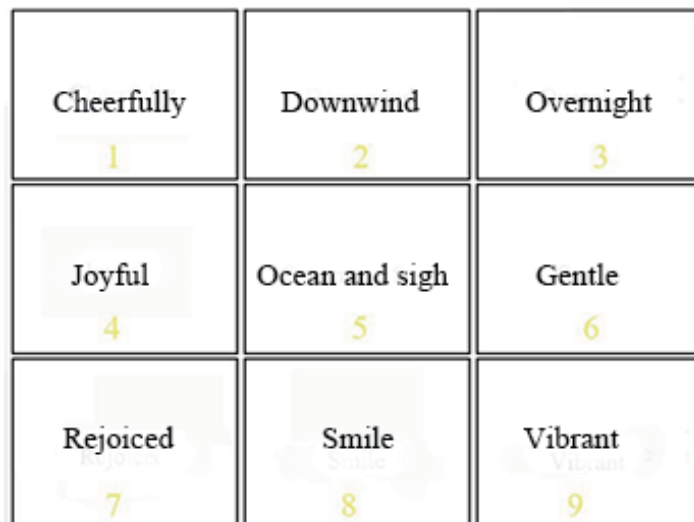 Cheerfully Downwind Overnight
1 2 3
Joyful Ocean and sigh Gentle
4 5 6
Rejoiced Smile Vibrant
7 8 9